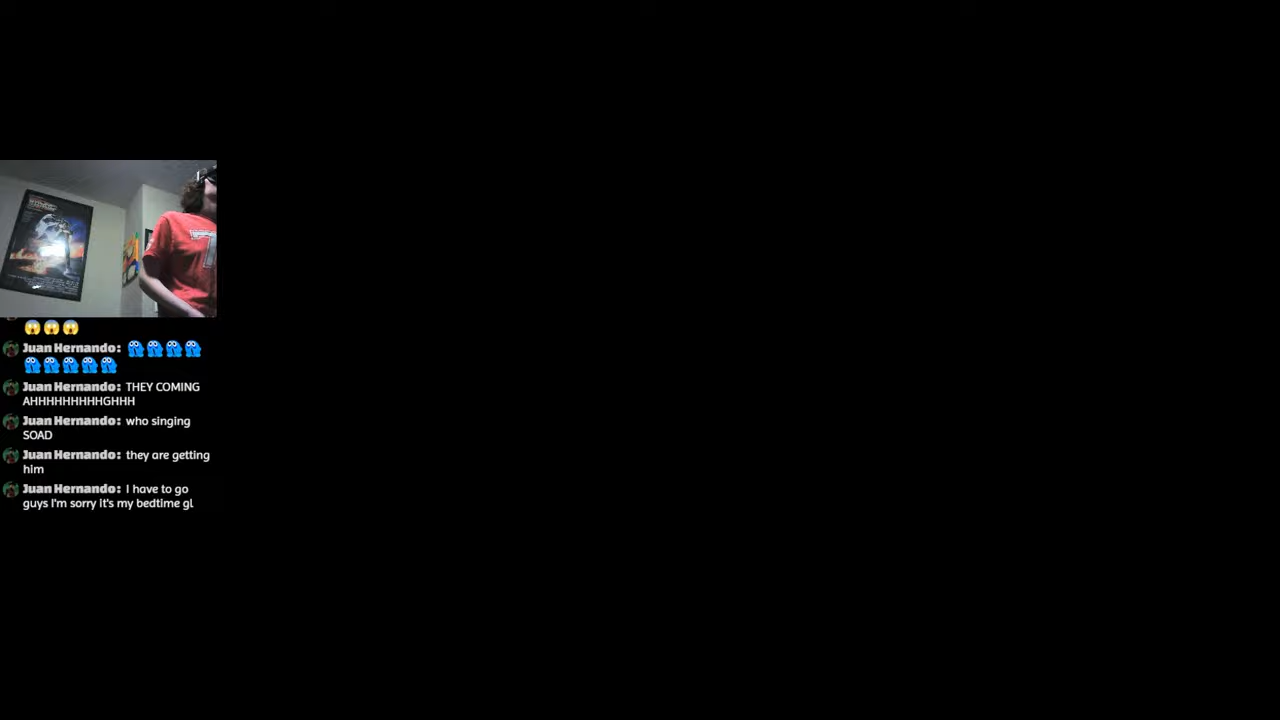 😱😱😱
Juan Hernando:
Juan Hernando: THEY COMING
AHHHHHHHHHGHHH
Juan Hernando: who singing
SOAD
Juan Hernando: they are getting
him
Juan Hernando: I have to go
guys I'm sorry it's my bedtime gl
7